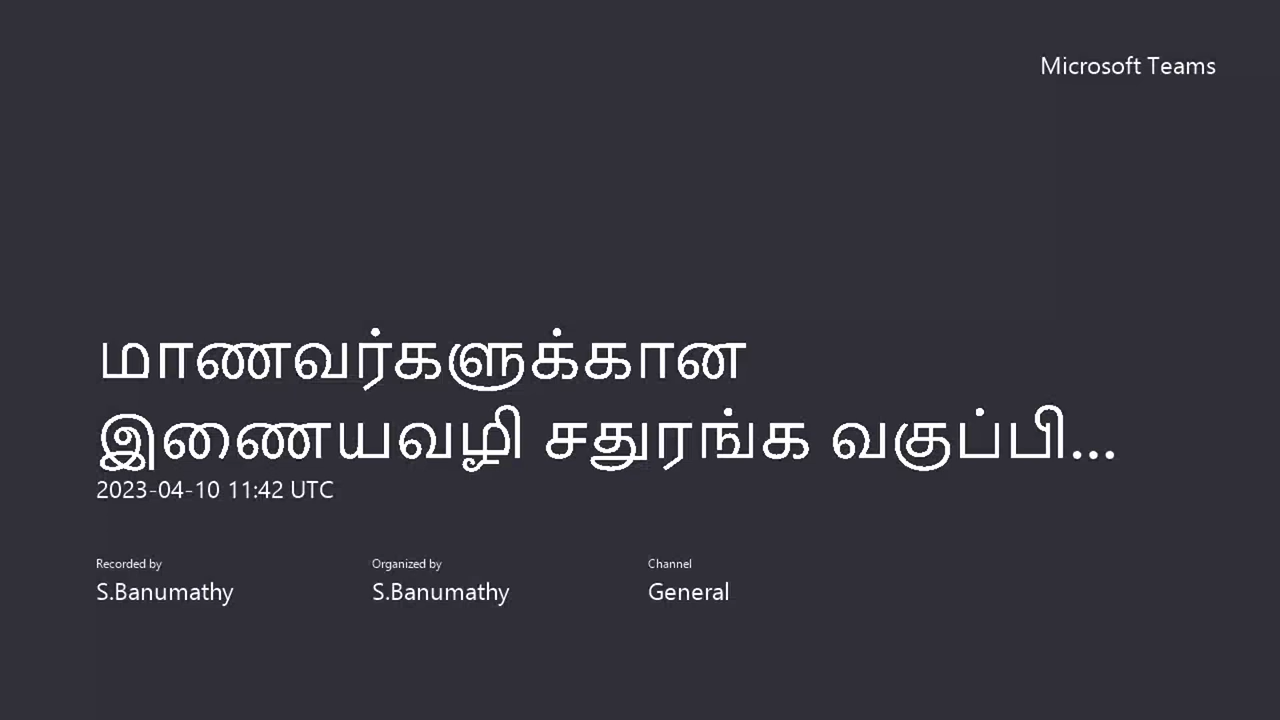 Microsoft Teams
மாணவர்களுக்கான
இணையவழி சதுரங்க வகுப்பி...
2023-04-10 11:42 UTC
Recorded by Organized by Channel
S.Banumathy S.Banumathy General